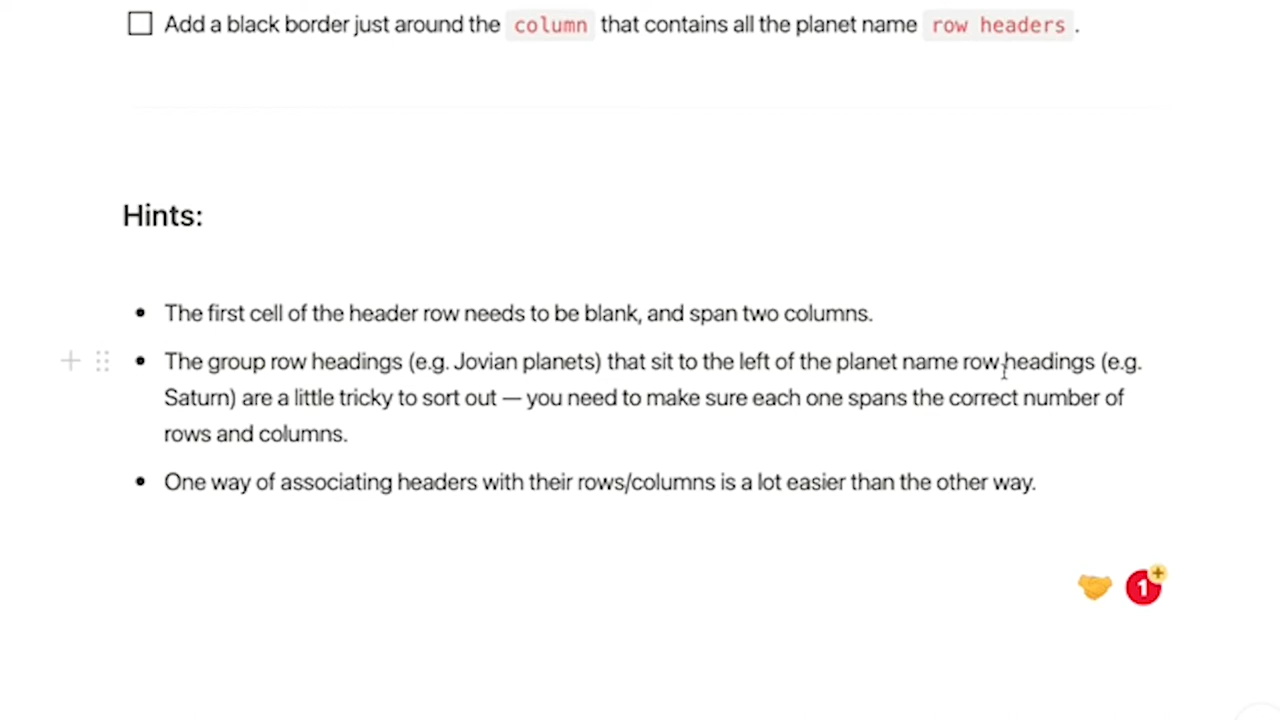 Add a black border just around the column that contains all the planet name row headers.
Hints:
The first cell of the header row needs to be blank, and span two columns.
The group row headings (e.g. Jovian planets) that sit to the left of the planet name row headings (e.g.
Saturn) are a little tricky to sort out — you need to make sure each one spans the correct number of
rows and columns.
One way of associating headers with their rows/columns is a lot easier than the other way.
1